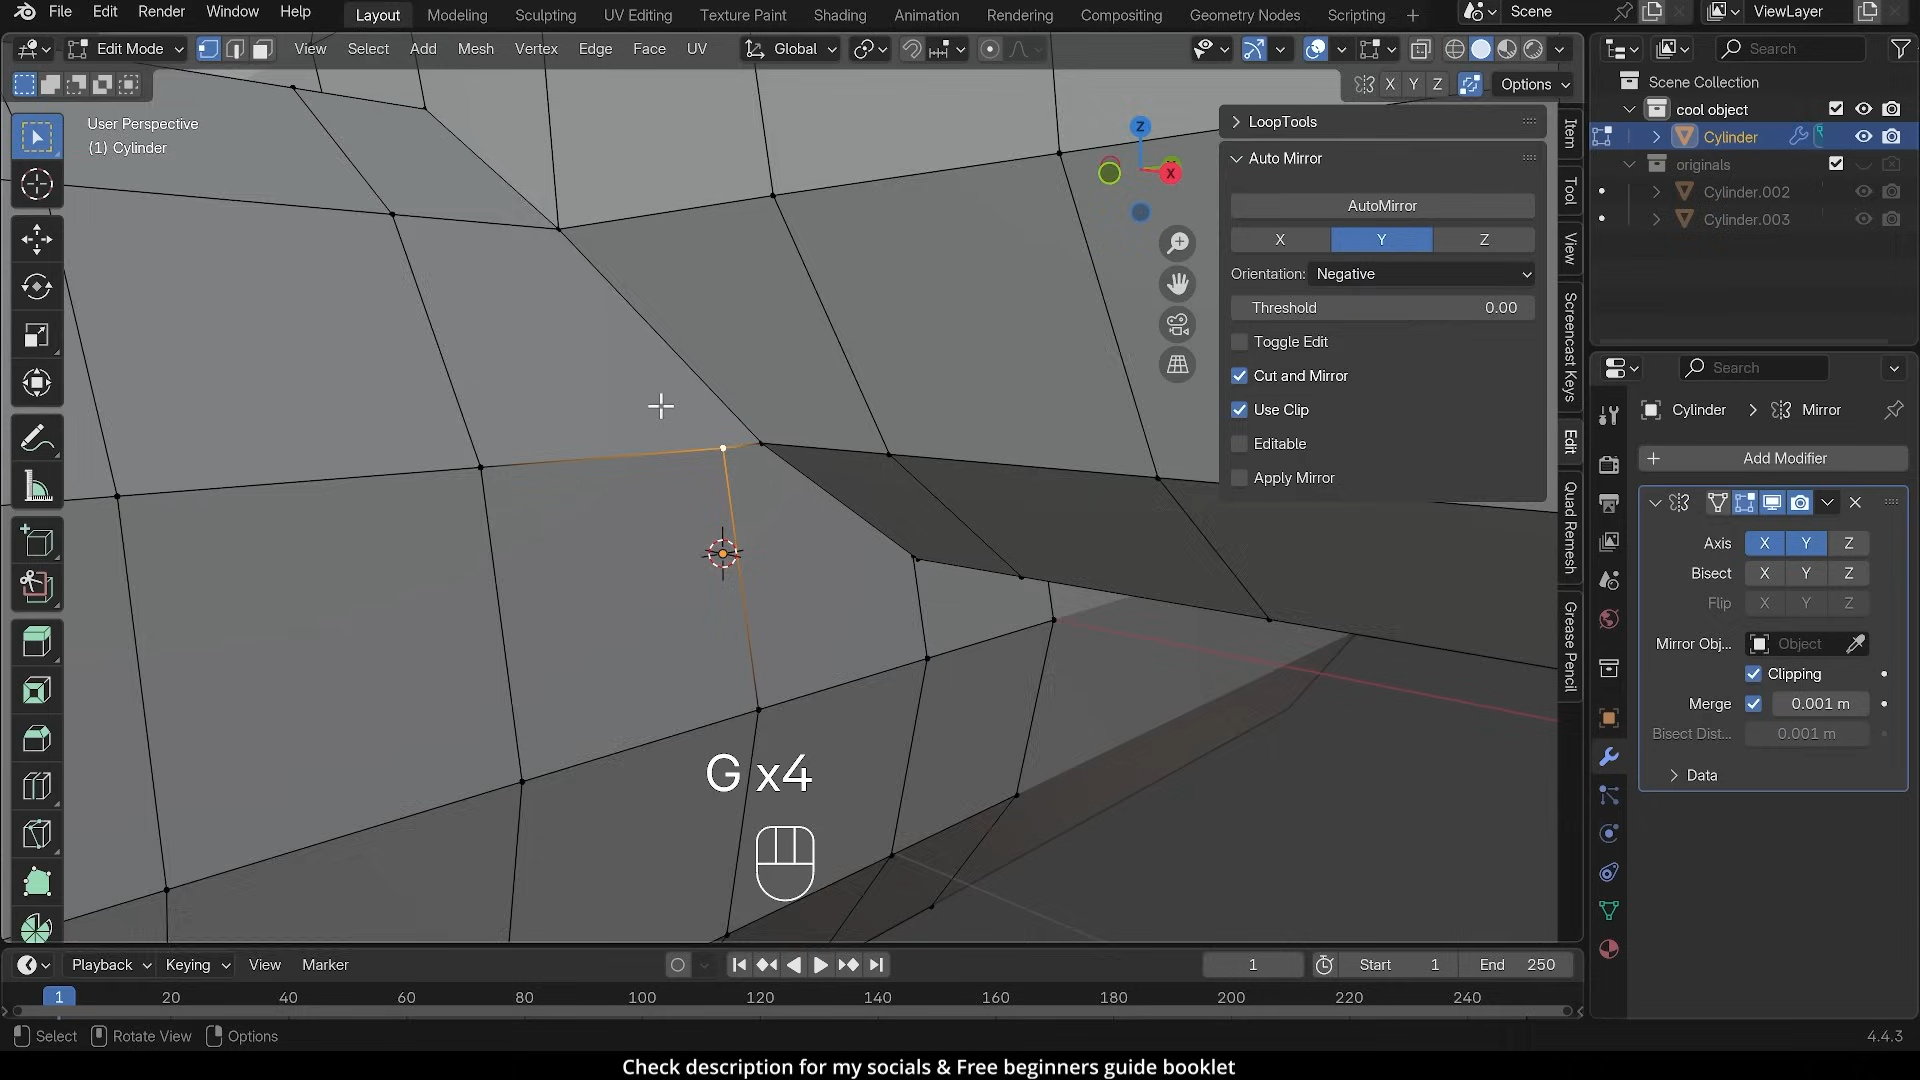 File Edit Render Window Help Layout Modeling Sculpting UV Editing Texture Paint Shading Animation Rendering Compositing Geometry Nodes Scripting + Scene ViewLayer
Edit Mode View Select Add Mesh Vertex Edge Face UV Global Search
X Y Z Options
Scene Collection
User Perspective
(1) Cylinder
cool object
Cylinder
originals
Cylinder.002
Cylinder.003
Z
X
LoopTools
Auto Mirror
AutoMirror
X Y Z
Orientation: Negative
Threshold 0.00
Toggle Edit
Cut and Mirror
Use Clip
Editable
Apply Mirror
Item
Tool
View
Screencast Keys
Edit
Quad Remesh
Grease Pencil
Search
Cylinder Mirror
Add Modifier
Axis X Y Z
Bisect X Y Z
Flip X Y Z
Mirror Obj... Object
Clipping
Merge 0.001 m
Bisect Dist... 0.001 m
Data
G x4
Playback Keying View Marker 1 Start 1 End 250
1 20 40 60 80 100 120 140 160 180 200 220 240
Select Rotate View Options 4.4.3
Check description for my socials & Free beginners guide booklet